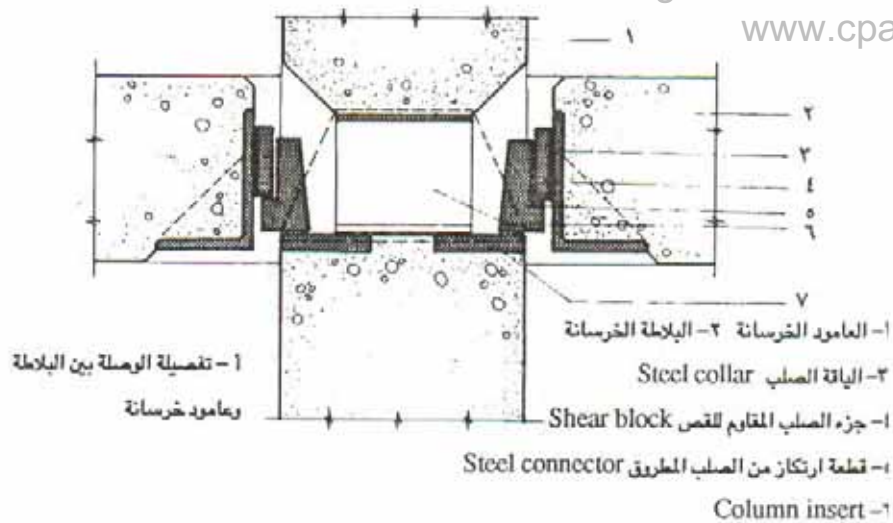 www.cpa
١
٢
٣
٤
٥
٦
٧
١- العامود الخرسانة ٢- البلاطة الخرسانة
٣- الياقة الصلب Steel collar
٤- جزء الصلب المقاوم للقص Shear block
٤- قطعة ارتكاز من الصلب المطروق Steel connector
٦- Column insert
أ - تفصيلة الوصلة بين البلاطة
وعامود خرسانة